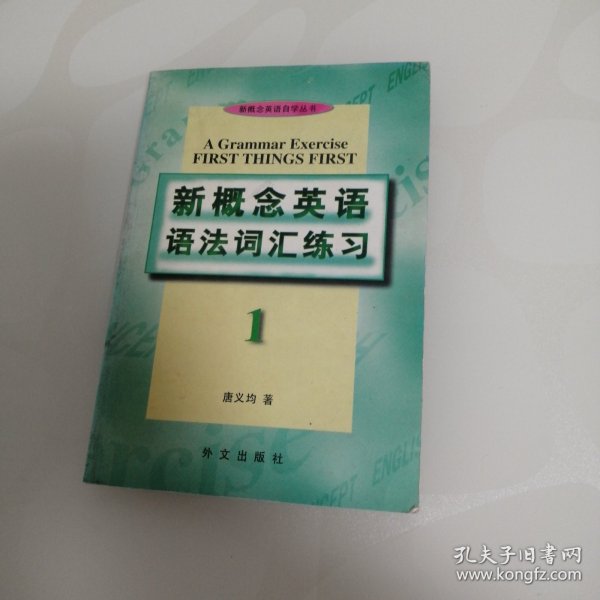 新概念英语自学丛书
A Grammar Exercise
FIRST THINGS FIRST
新概念英语
语法词汇练习
1
唐义均 著
外文出版社
孔夫子旧书网
www.kongfz.com